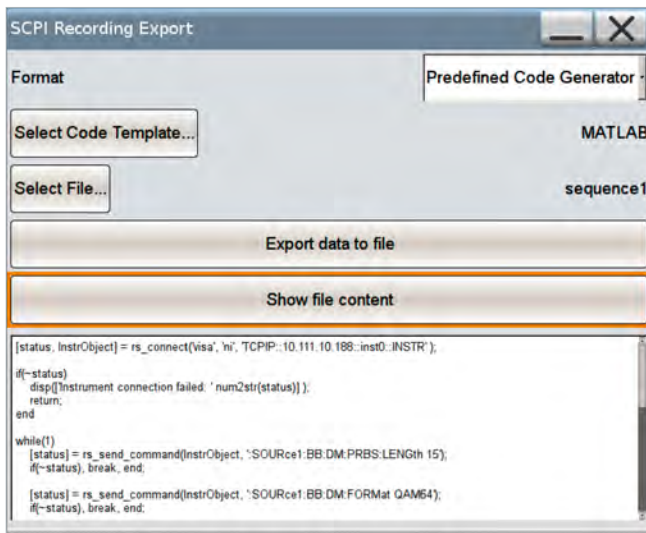 SCPI Recording Export
Format
Predefined Code Generator
Select Code Template...
MATLAB
Select File...
sequence1
Export data to file
Show file content
[status, InstrObject] = rs_connect('visa', 'ni', 'TCPIP::10.111.10.188::inst0::INSTR' );
if(~status)
disp(['Instrument connection failed: ' num2str(status)] );
return;
end
while(1)
[status] = rs_send_command(InstrObject, ':SOURce1:BB:DM:PRBS:LENGth 15');
if(~status), break, end;
[status] = rs_send_command(InstrObject, ':SOURce1:BB:DM:FORMat QAM64');
if(~status), break, end;